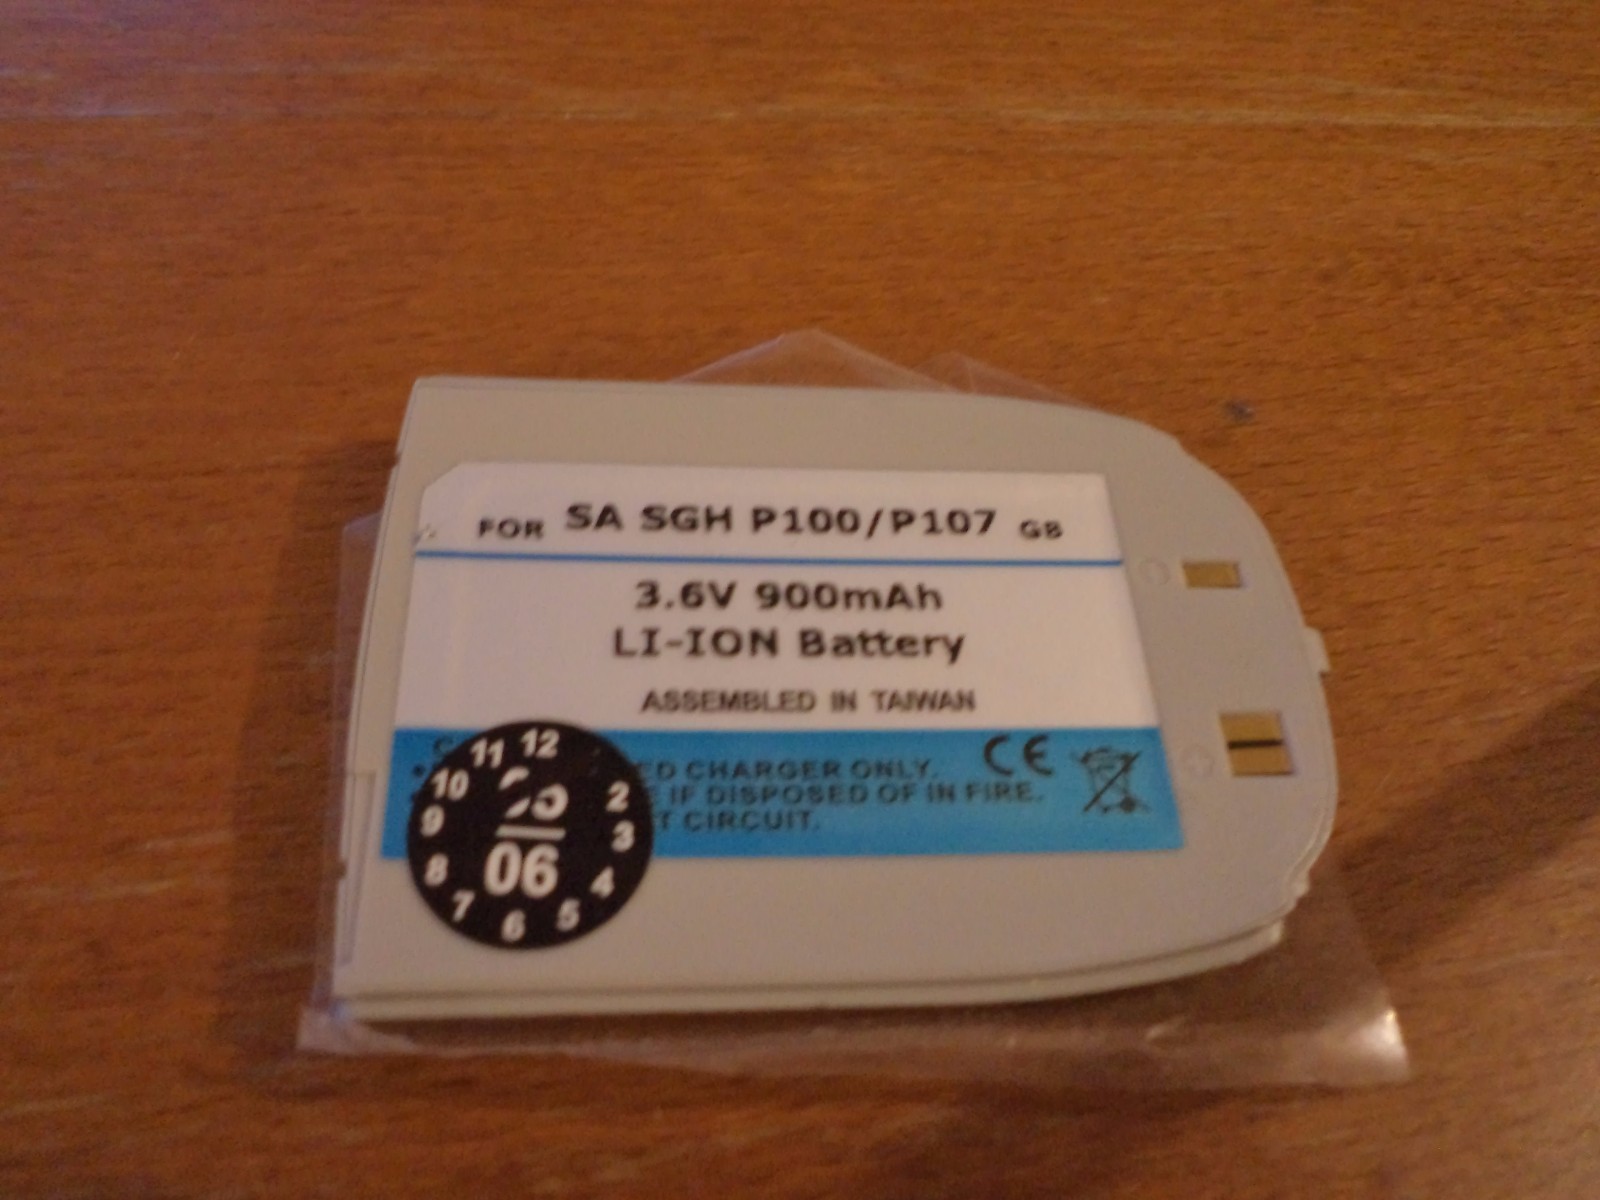 FOR SA SGH P100/P107 GB
3.6V 900mAh
LI-ION Battery
ASSEMBLED IN TAIWAN
ED CHARGER ONLY.
E IF DISPOSED OF IN FIRE.
T CIRCUIT.
CE
11 12
10 2
9 3
8 06 4
7 6 5